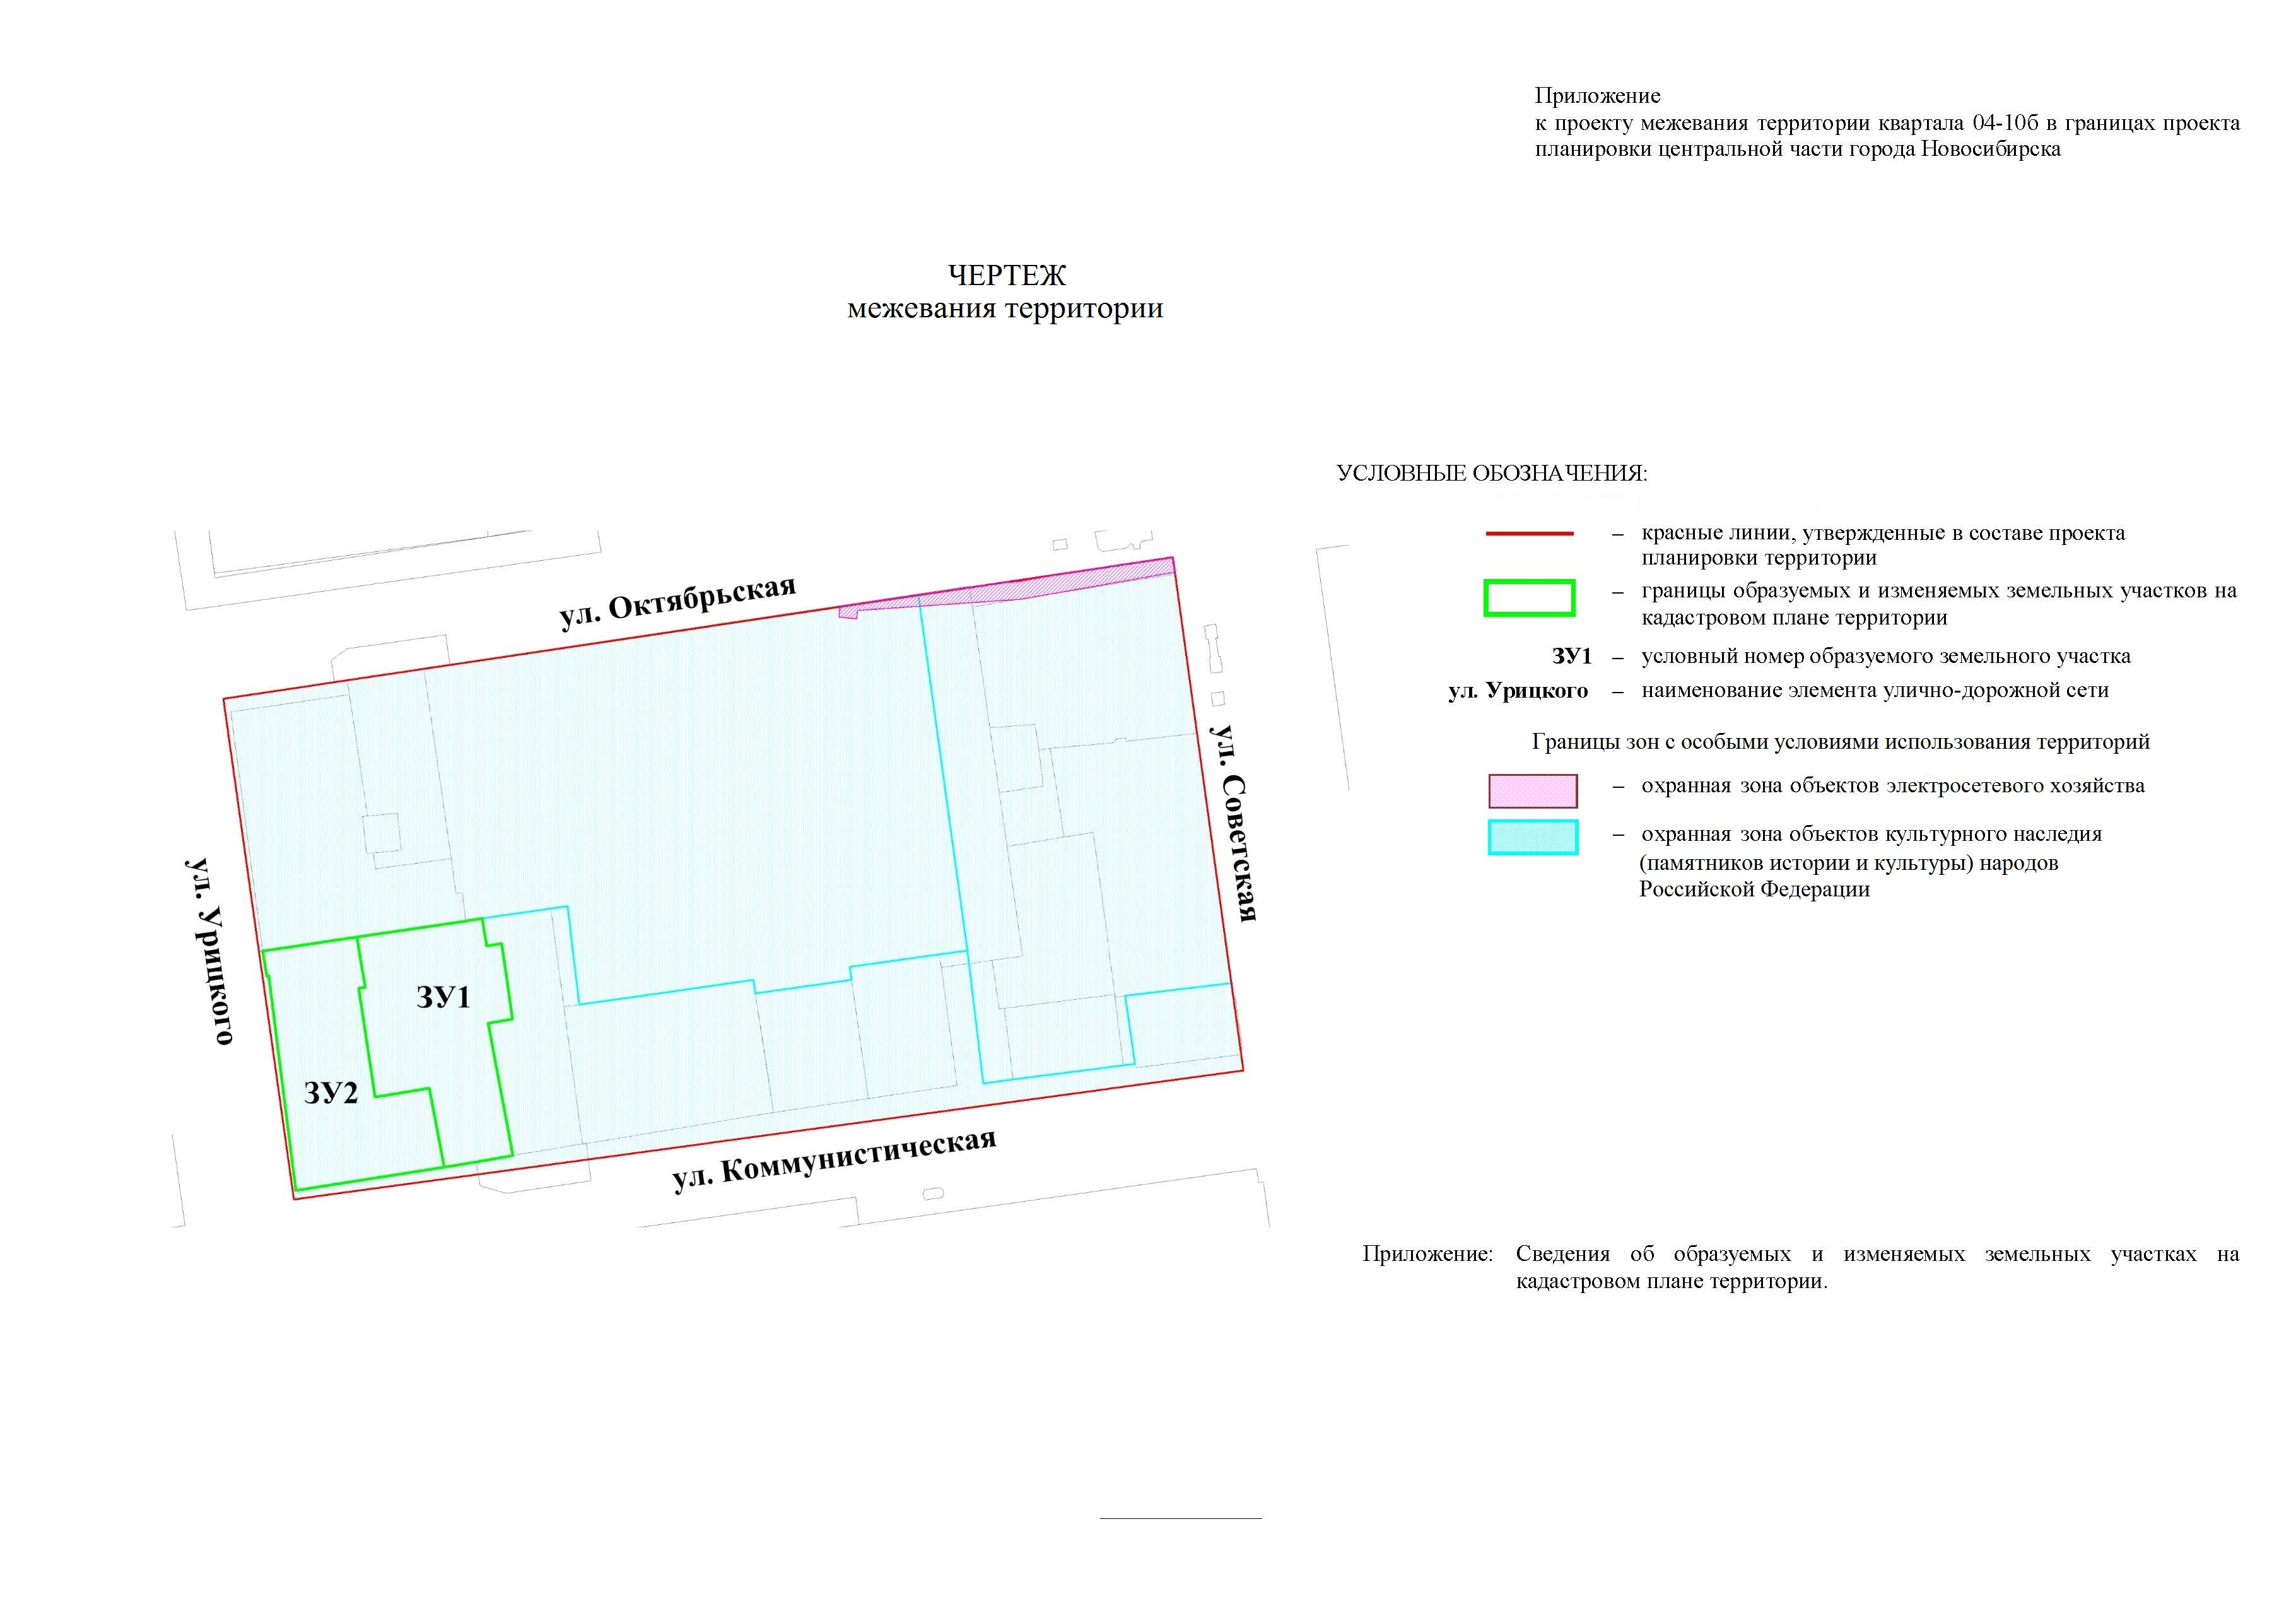 Приложение
к проекту межевания территории квартала 04-10б в границах проекта
планировки центральной части города Новосибирска
ЧЕРТЕЖ
межевания территории
УСЛОВНЫЕ ОБОЗНАЧЕНИЯ:
– красные линии, утвержденные в составе проекта
планировки территории
– границы образуемых и изменяемых земельных участков на
кадастровом плане территории
ЗУ1 – условный номер образуемого земельного участка
ул. Урицкого – наименование элемента улично-дорожной сети
Границы зон с особыми условиями использования территорий
– охранная зона объектов электросетевого хозяйства
– охранная зона объектов культурного наследия
(памятников истории и культуры) народов
Российской Федерации
ул. Октябрьская
ул. Советская
ул. Урицкого
ЗУ1
ЗУ2
ул. Коммунистическая
Приложение: Сведения об образуемых и изменяемых земельных участках на
кадастровом плане территории.